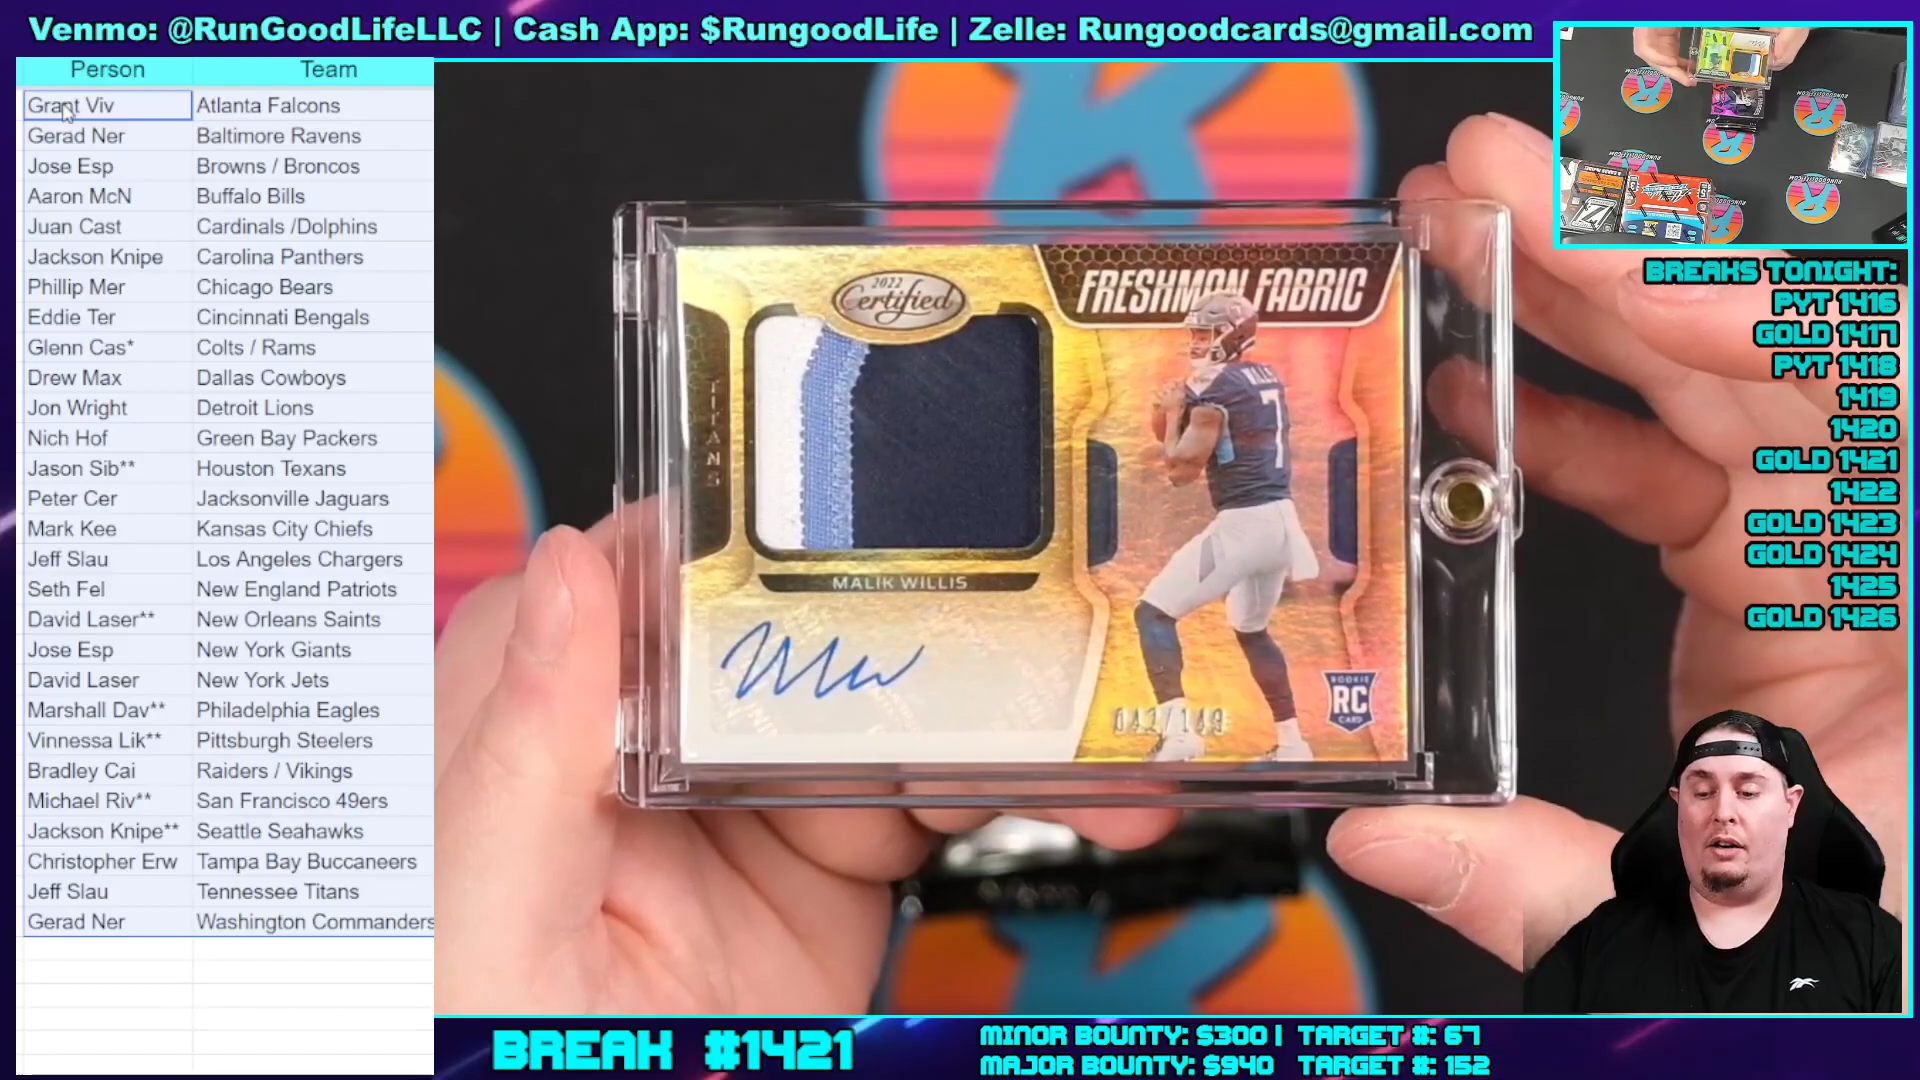 Venmo: @RunGoodLifeLLC | Cash App: $RungoodLife | Zelle: Rungoodcards@gmail.com
Person Team
Grant Viv Atlanta Falcons
Gerad Ner Baltimore Ravens
Jose Esp Browns / Broncos
Aaron McN Buffalo Bills
Juan Cast Cardinals /Dolphins
Jackson Knipe Carolina Panthers
Phillip Mer Chicago Bears
Eddie Ter Cincinnati Bengals
Glenn Cas* Colts / Rams
Drew Max Dallas Cowboys
Jon Wright Detroit Lions
Nich Hof Green Bay Packers
Jason Sib** Houston Texans
Peter Cer Jacksonville Jaguars
Mark Kee Kansas City Chiefs
Jeff Slau Los Angeles Chargers
Seth Fel New England Patriots
David Laser** New Orleans Saints
Jose Esp New York Giants
David Laser New York Jets
Marshall Dav** Philadelphia Eagles
Vinnessa Lik** Pittsburgh Steelers
Bradley Cai Raiders / Vikings
Michael Riv** San Francisco 49ers
Jackson Knipe** Seattle Seahawks
Christopher Erw Tampa Bay Buccaneers
Jeff Slau Tennessee Titans
Gerad Ner Washington Commanders
2022
Certified
FRESHMAN FABRIC
TITANS
7
MALIK WILLIS
ROOKIE
RC
CARD
BREAKS TONIGHT:
PYT 1416
GOLD 1417
PYT 1418
1419
1420
GOLD 1421
1422
GOLD 1423
GOLD 1424
1425
GOLD 1426
BREAK #1421
MINOR BOUNTY: $300 | TARGET #: 67
MAJOR BOUNTY: $940 TARGET #: 152